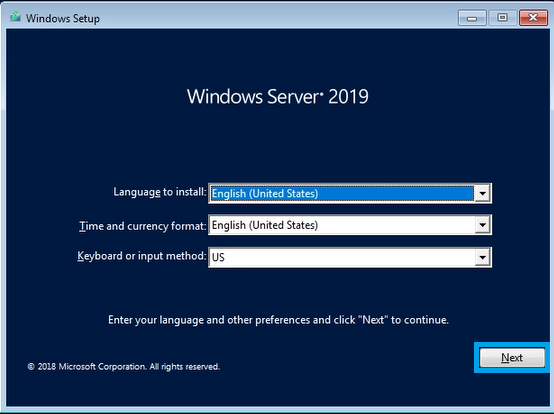 Windows Setup
Windows Server® 2019
Language to install: English (United States)
Time and currency format: English (United States)
Keyboard or input method: US
Enter your language and other preferences and click "Next" to continue.
Next
© 2018 Microsoft Corporation. All rights reserved.